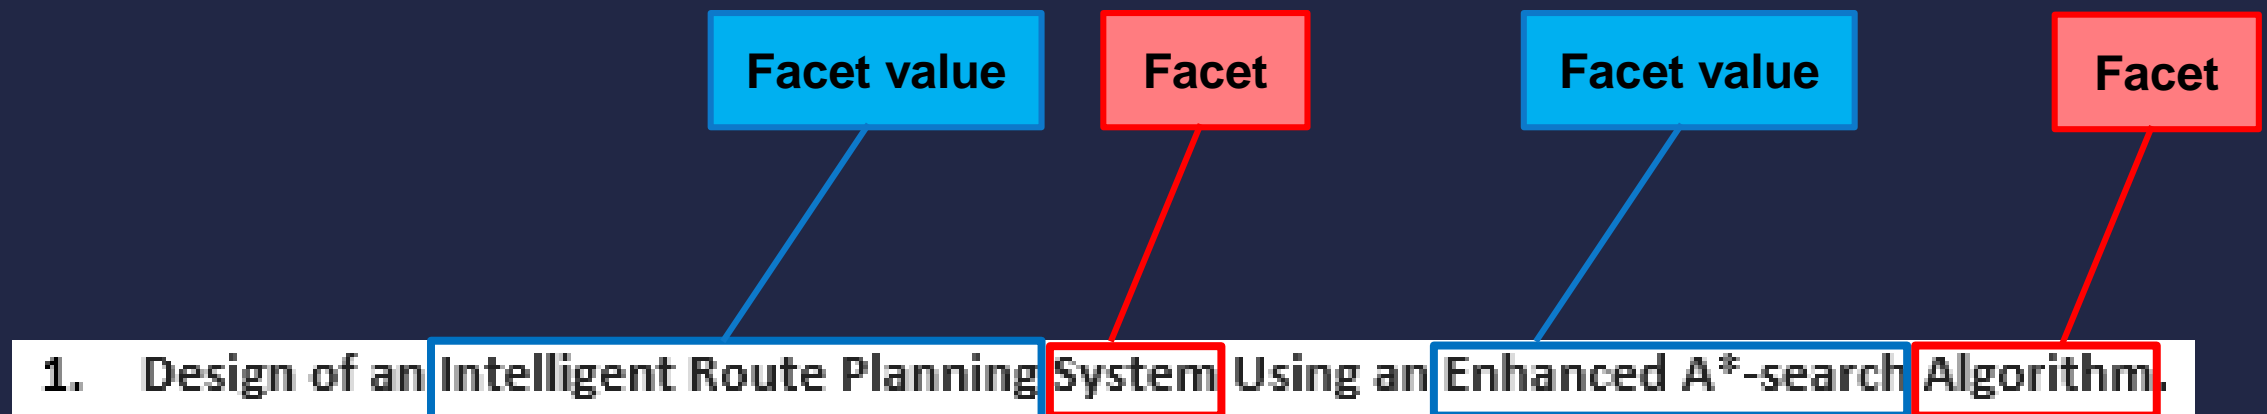 Facet value Facet Facet value Facet
1. Design of an Intelligent Route Planning System Using an Enhanced A*-search Algorithm.